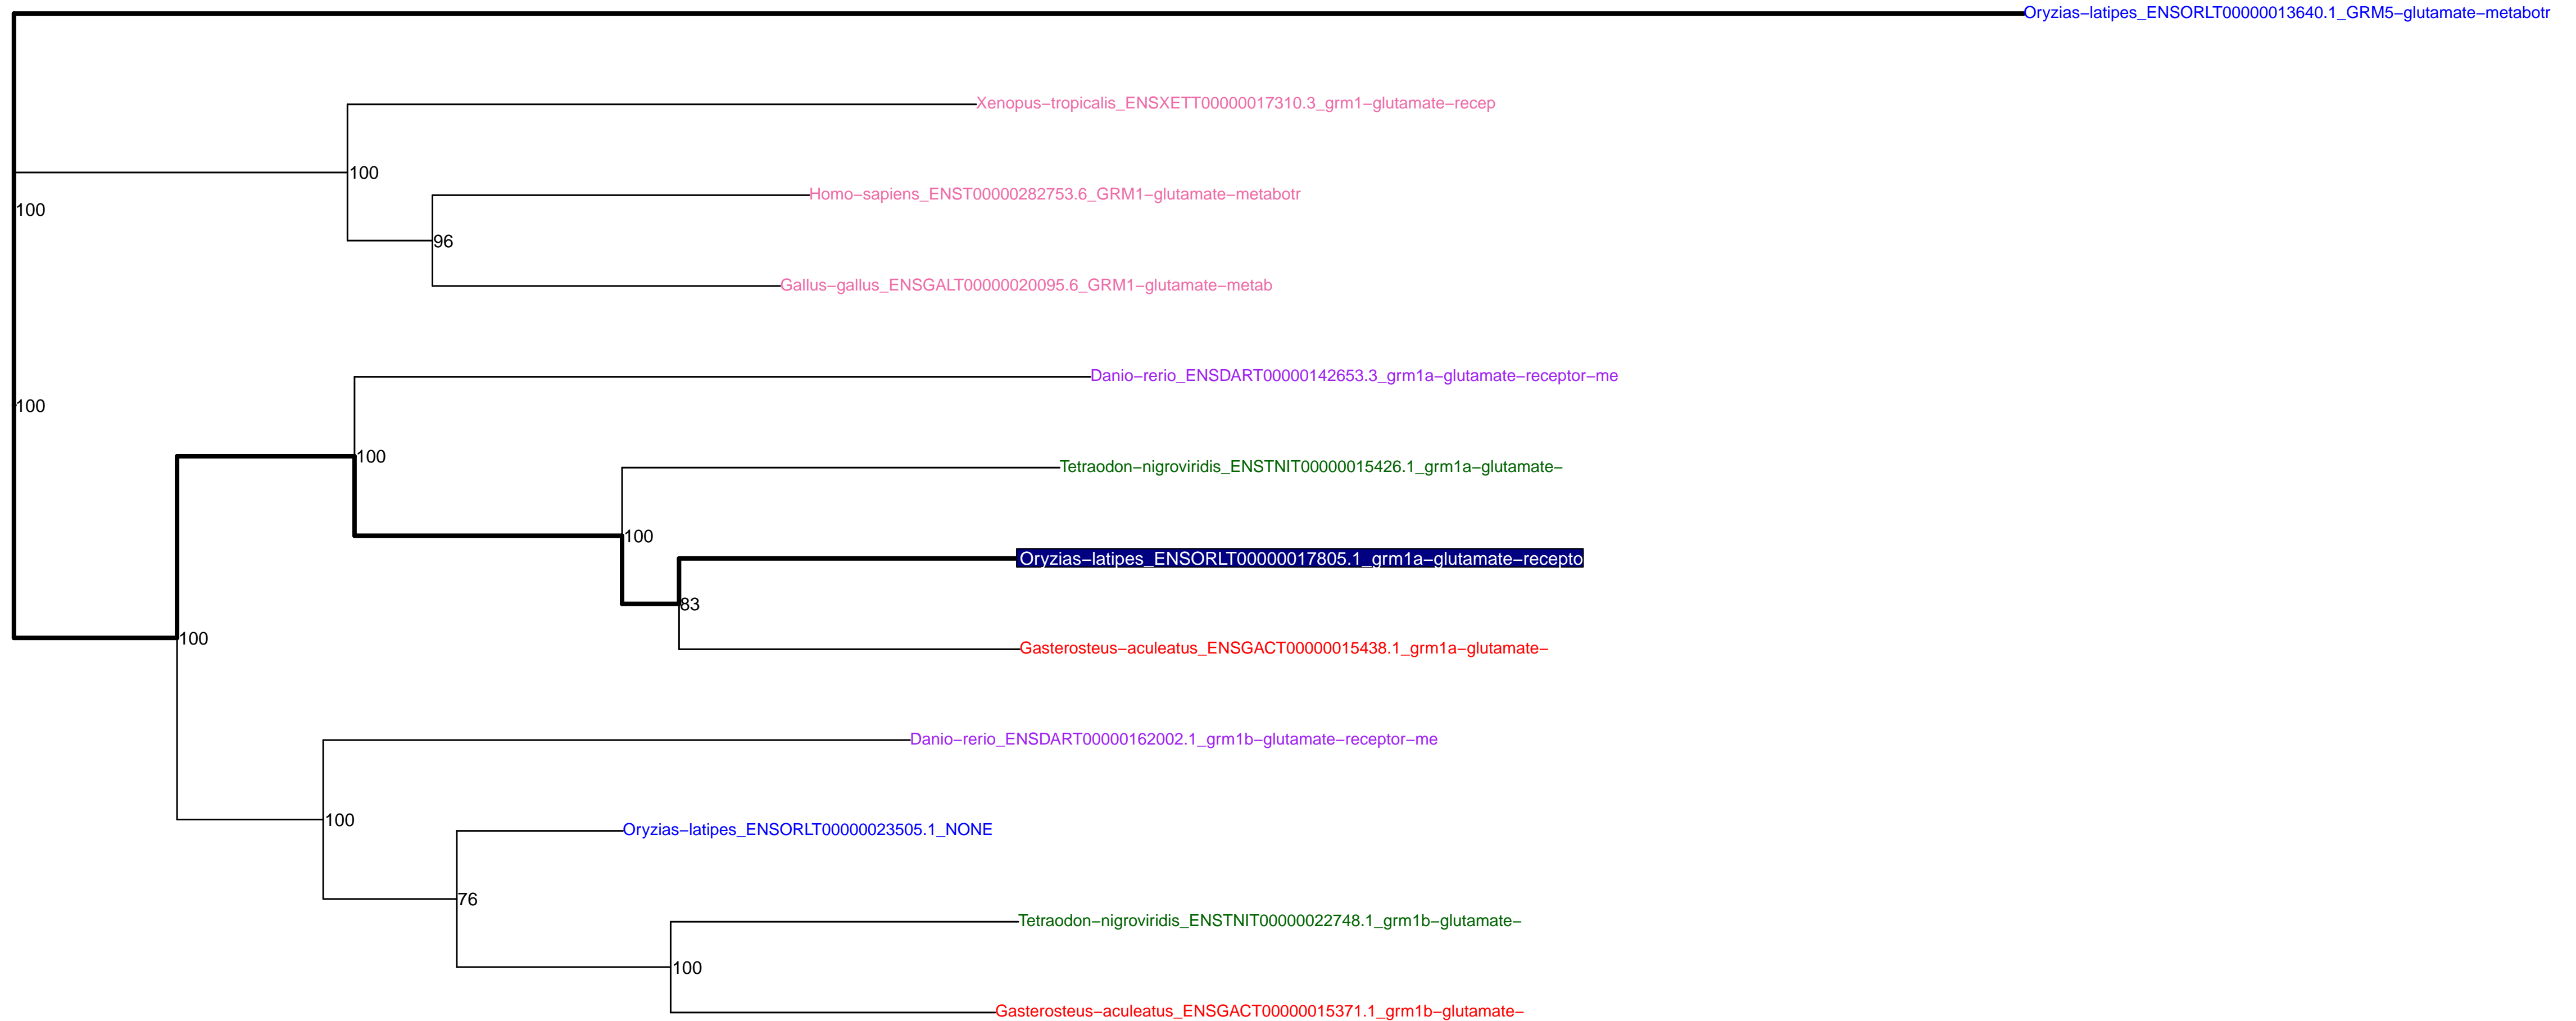 Oryzias−latipes_ENSORLT00000013640.1_GRM5−glutamate−metabotr
Xenopus−tropicalis_ENSXETT00000017310.3_grm1−glutamate−recep
100
Homo−sapiens_ENST00000282753.6_GRM1−glutamate−metabotr
100
96
Gallus−gallus_ENSGALT00000020095.6_GRM1−glutamate−metab
Danio−rerio_ENSDART00000142653.3_grm1a−glutamate−receptor−me
100
100
Tetraodon−nigroviridis_ENSTNIT00000015426.1_grm1a−glutamate−
100
Oryzias−latipes_ENSORLT00000017805.1_grm1a−glutamate−recepto
83
100
Gasterosteus−aculeatus_ENSGACT00000015438.1_grm1a−glutamate−
Danio−rerio_ENSDART00000162002.1_grm1b−glutamate−receptor−me
100
Oryzias−latipes_ENSORLT00000023505.1_NONE
76
Tetraodon−nigroviridis_ENSTNIT00000022748.1_grm1b−glutamate−
100
Gasterosteus−aculeatus_ENSGACT00000015371.1_grm1b−glutamate−